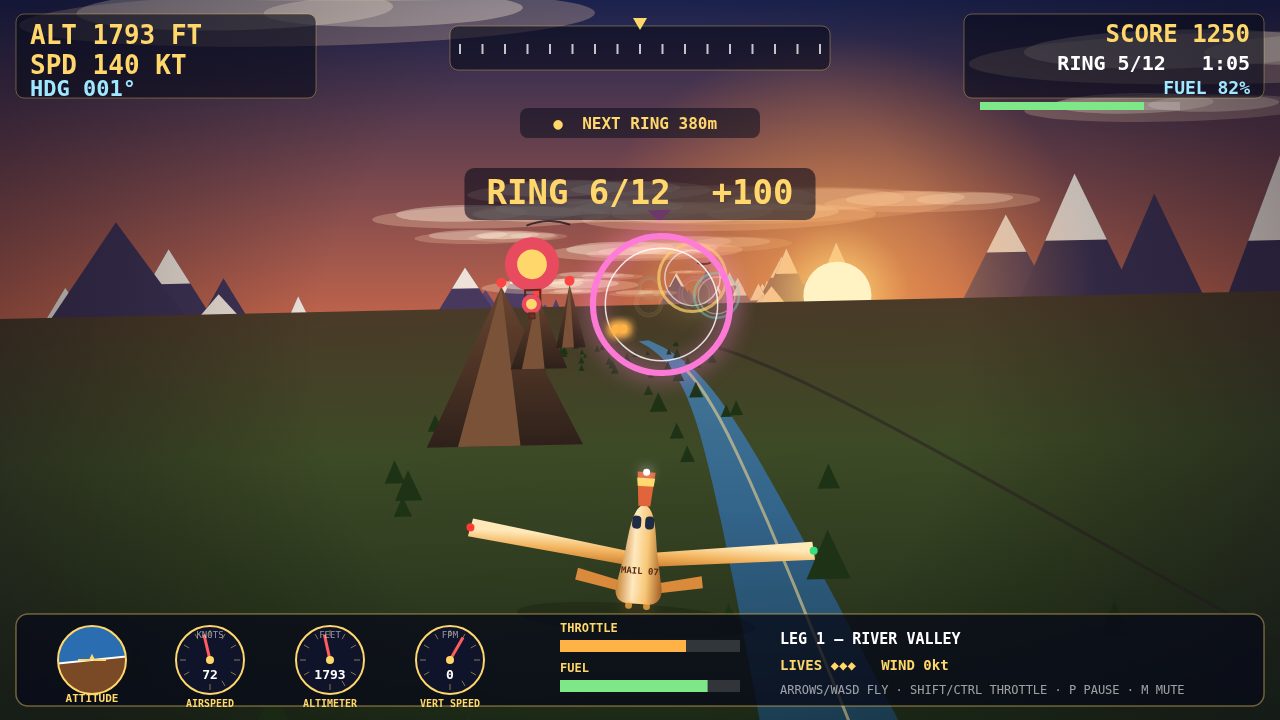 ALT 1793 FT
SPD 140 KT
HDG 001°
SCORE 1250
RING 5/12 1:05
FUEL 82%
● NEXT RING 380m
RING 6/12 +100
MAIL 07
KNOTS
72
AIRSPEED
FEET
1793
ALTIMETER
FPM
0
VERT SPEED
ATTITUDE
THROTTLE
FUEL
LEG 1 — RIVER VALLEY
LIVES ◆◆◆ WIND 0kt
ARROWS/WASD FLY · SHIFT/CTRL THROTTLE · P PAUSE · M MUTE